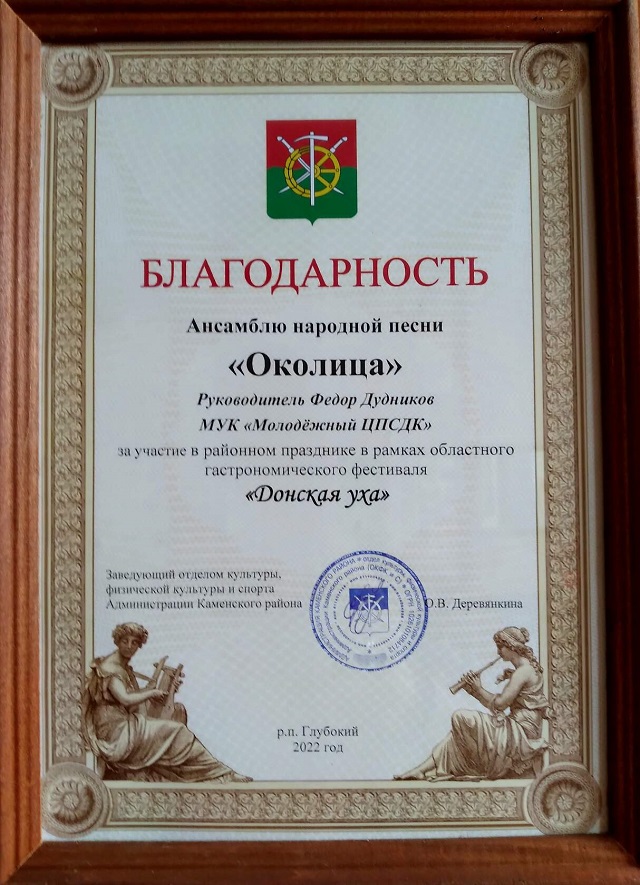 БЛАГОДАРНОСТЬ
Ансамблю народной песни
«Околица»
Руководитель Федор Дудников
МУК «Молодёжный ЦПСДК»
за участие в районном празднике в рамках областного
гастрономического фестиваля
«Донская уха»
Заведующий отделом культуры,
физической культуры и спорта
Администрации Каменского района
О.В. Деревянкина
р.п. Глубокий
2022 год